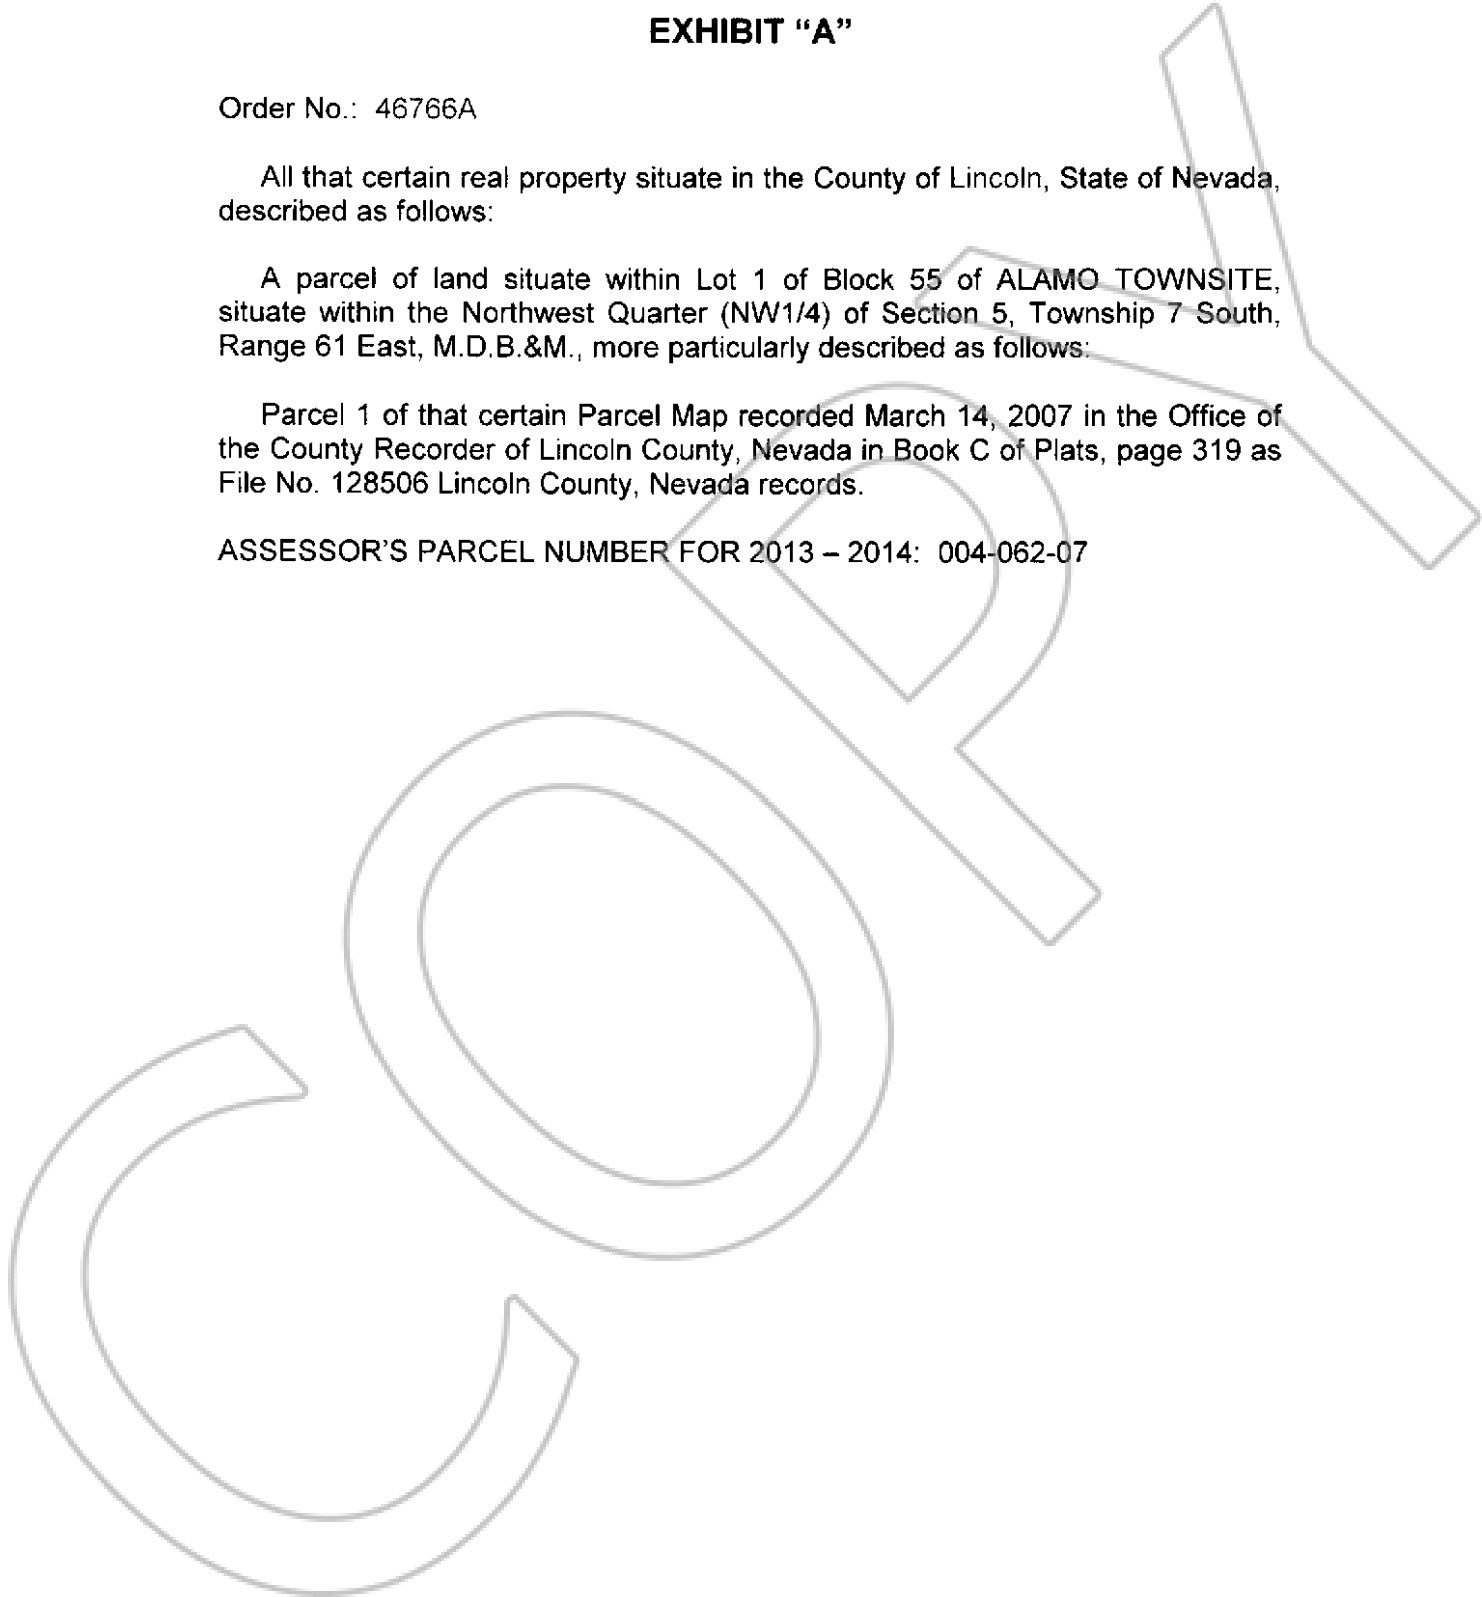 EXHIBIT “A”
Order No.: 46766A
All that certain real property situate in the County of Lincoln, State of Nevada,
described as follows:
A parcel of land situate within Lot 1 of Block 55 of ALAMO TOWNSITE,
situate within the Northwest Quarter (NW1/4) of Section 5, Township 7 South,
Range 61 East, M.D.B.&M., more particularly described as follows:
Parcel 1 of that certain Parcel Map recorded March 14, 2007 in the Office of
the County Recorder of Lincoln County, Nevada in Book C of Plats, page 319 as
File No. 128506 Lincoln County, Nevada records.
ASSESSOR’S PARCEL NUMBER FOR 2013 – 2014: 004-062-07
COPY